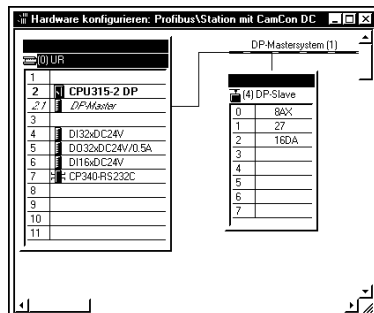 Hardware konfigurieren: Profibus\Station mit CamCon DC
(0) UR
1
2 CPU315-2 DP
2.1 DP-Master
3
4 DI32xDC24V
5 DO32xDC24V/0.5A
6 DI16xDC24V
7 CP340-RS232C
8
9
10
11
DP-Mastersystem (1)
(4) DP-Slave
0 8AX
1 27
2 16DA
3
4
5
6
7